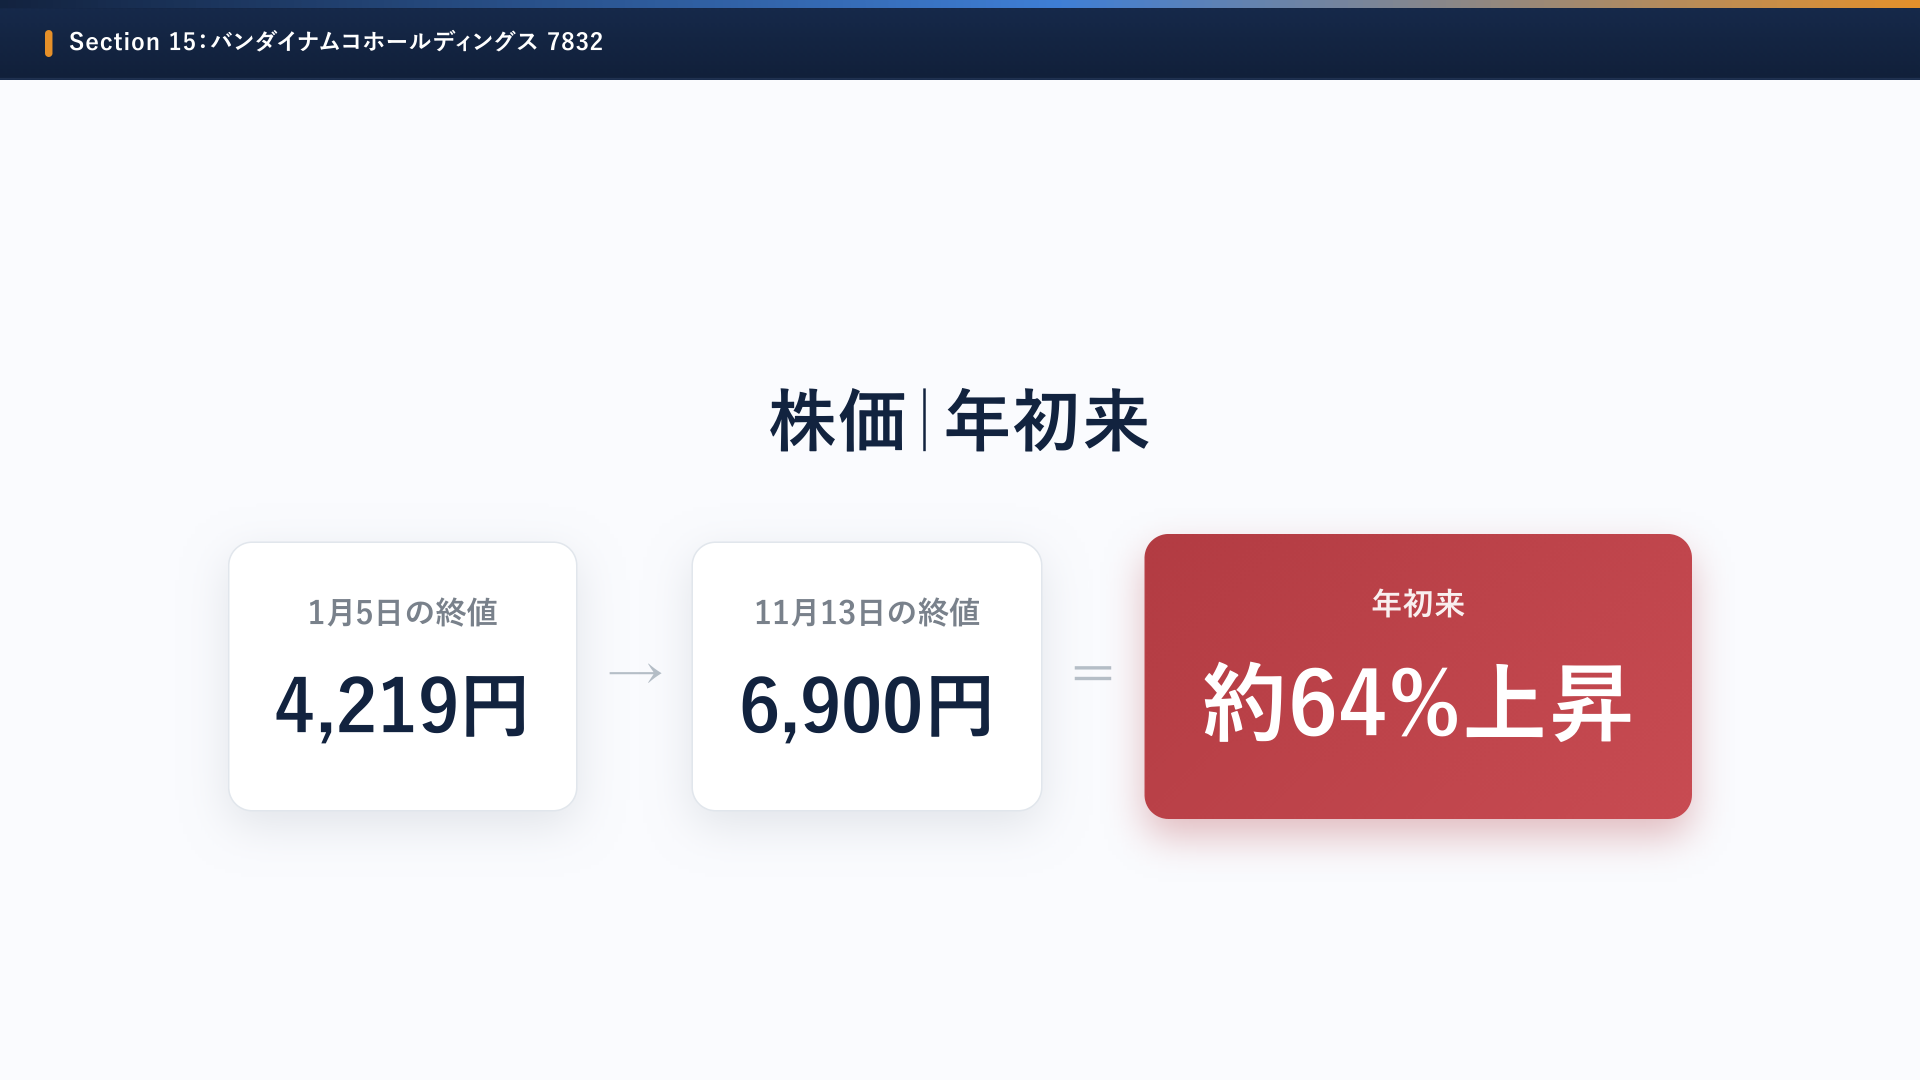 Section 15：バンダイナムコホールディングス 7832
株価｜年初来
1月5日の終値
4,219円
→
11月13日の終値
6,900円
＝
年初来
約64%上昇